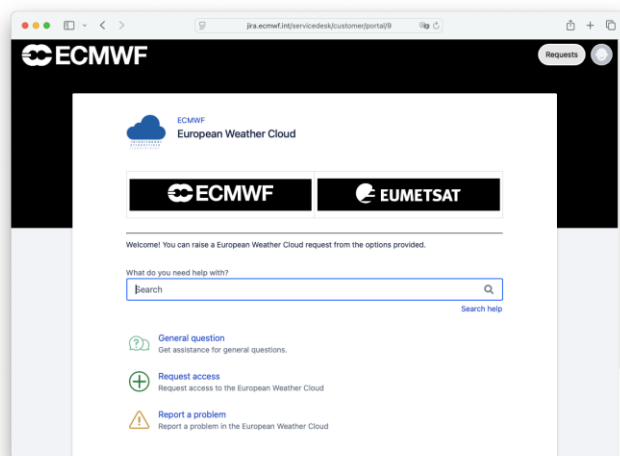 jira.ecmwf.int/servicedesk/customer/portal/9
ECMWF
Requests
ECMWF
European Weather Cloud
ECMWF
EUMETSAT
Welcome! You can raise a European Weather Cloud request from the options provided.
What do you need help with?
Search
Search help
General question
Get assistance for general questions.
Request access
Request access to the European Weather Cloud
Report a problem
Report a problem in the European Weather Cloud